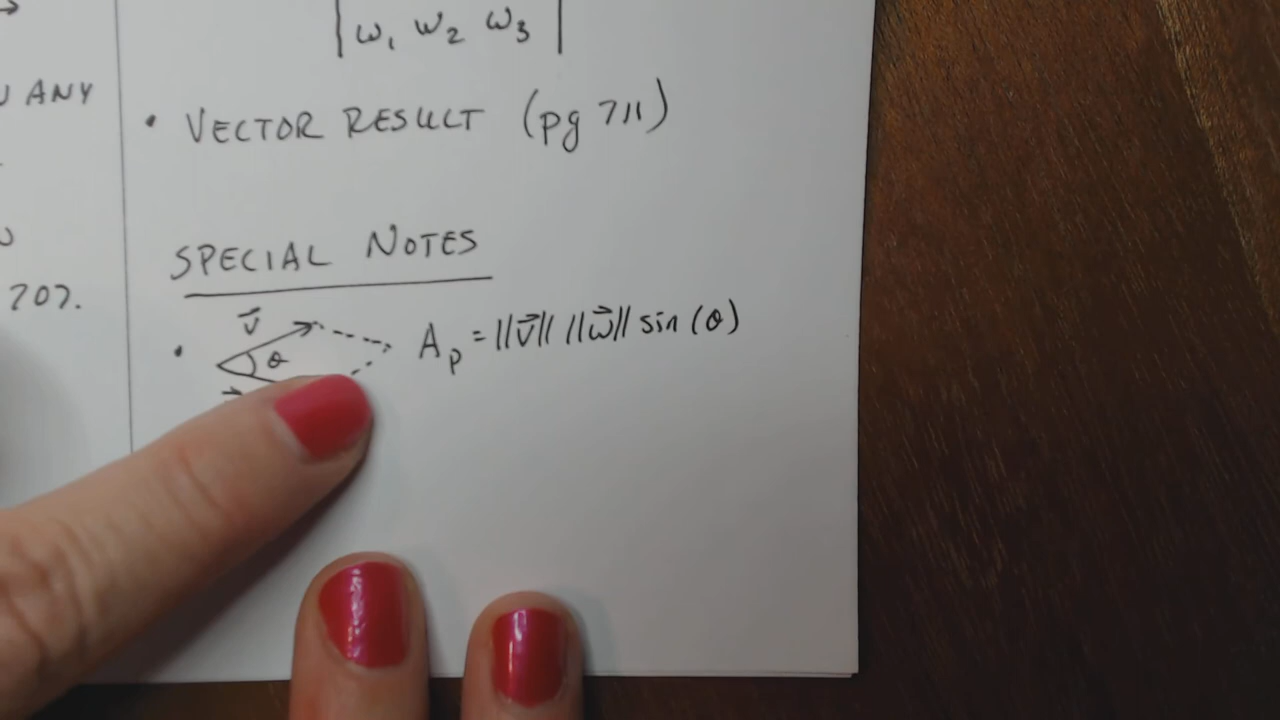 | ω₁ ω₂ ω₃ |
ANY
• VECTOR RESULT (pg 711)
707.
SPECIAL NOTES
• v⃗ θ A_p = ||v⃗|| ||ω⃗|| sin(θ)